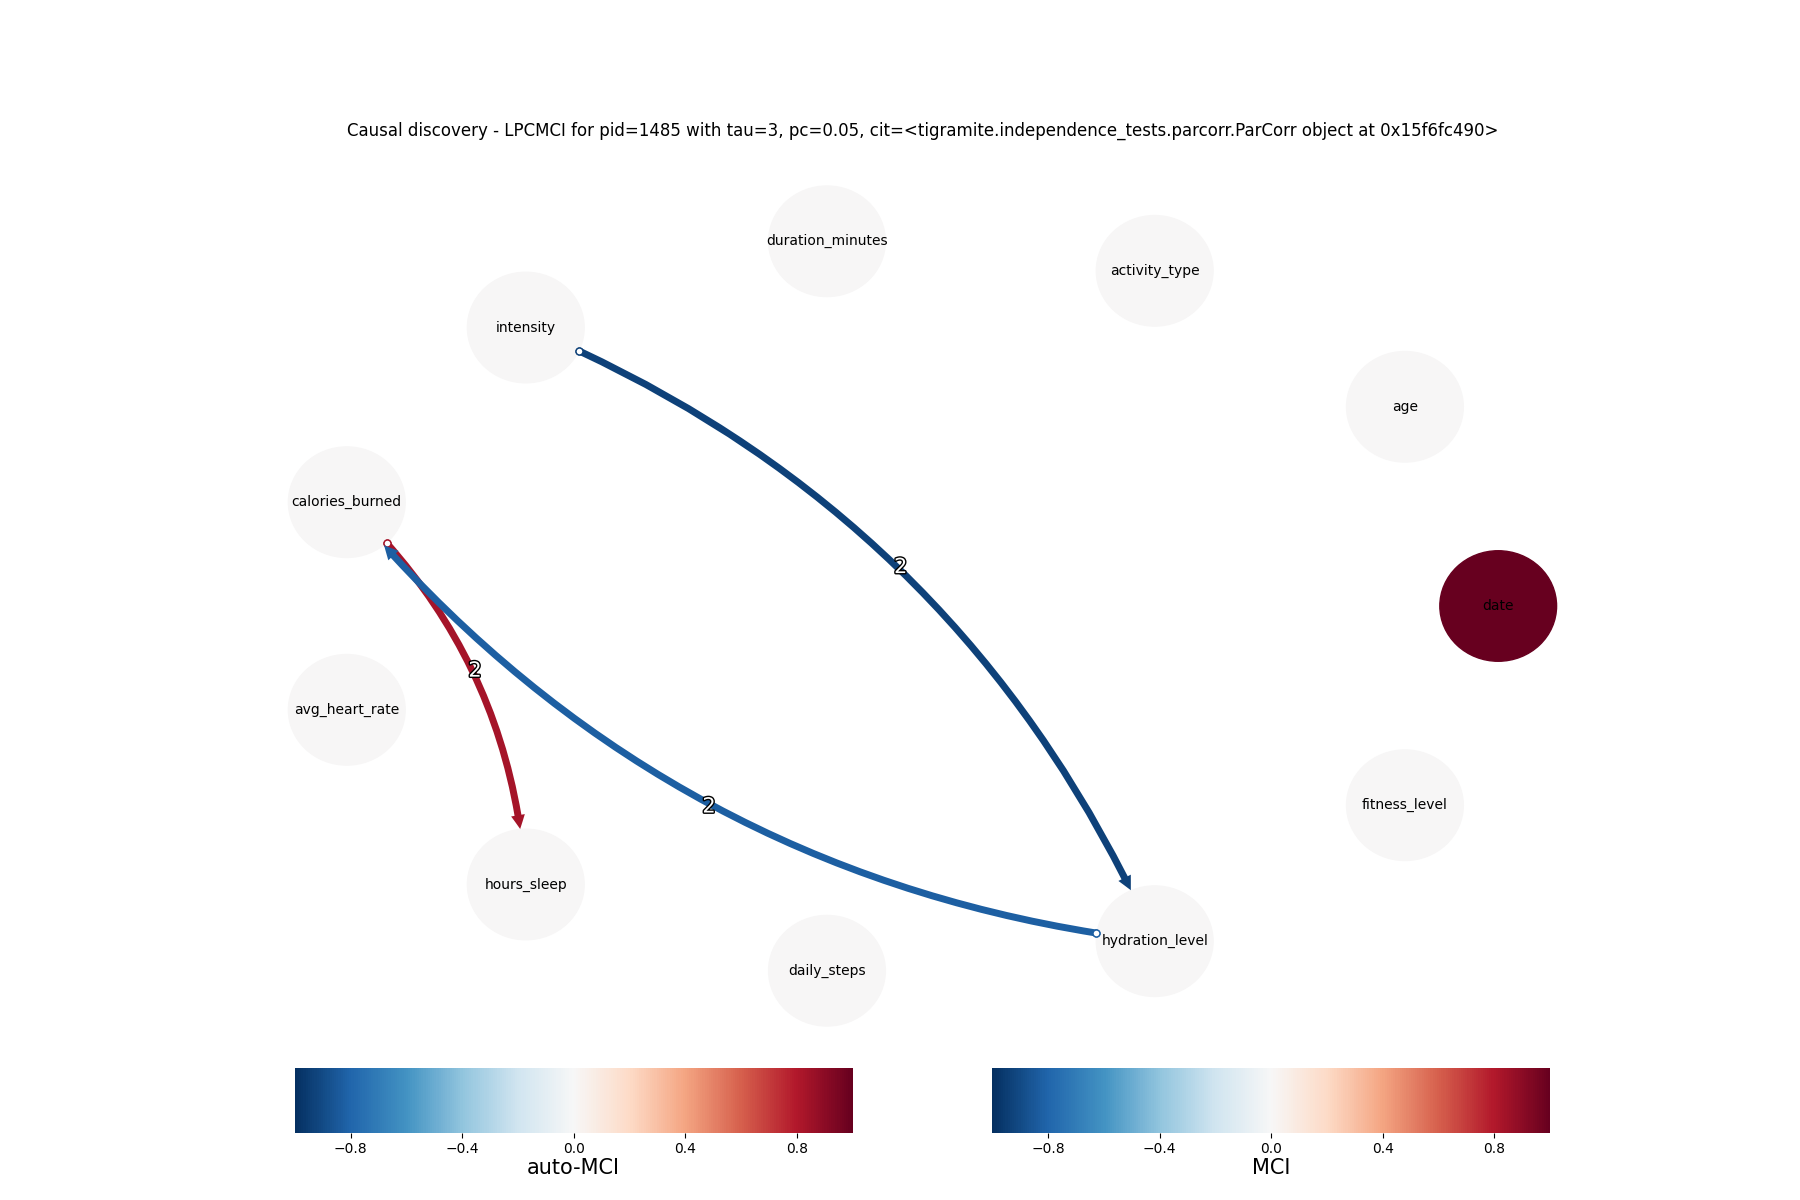 Causal discovery - LPCMCI for pid=1485 with tau=3, pc=0.05, cit=<tigramite.independence_tests.parcorr.ParCorr object at 0x15f6fc490>
duration_minutes
activity_type
intensity
age
calories_burned
2
date
2
avg_heart_rate
2
fitness_level
hours_sleep
hydration_level
daily_steps
−0.8 −0.4 0.0 0.4 0.8
auto-MCI
−0.8 −0.4 0.0 0.4 0.8
MCI